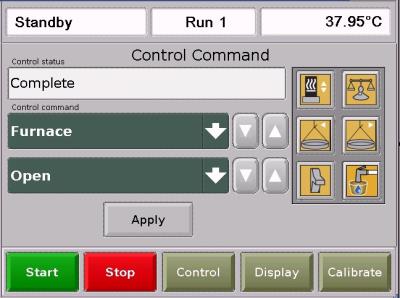 Standby
Run 1
37.95°C
Control Command
Control status
Complete
Control command
Furnace
Open
Apply
Start
Stop
Control
Display
Calibrate